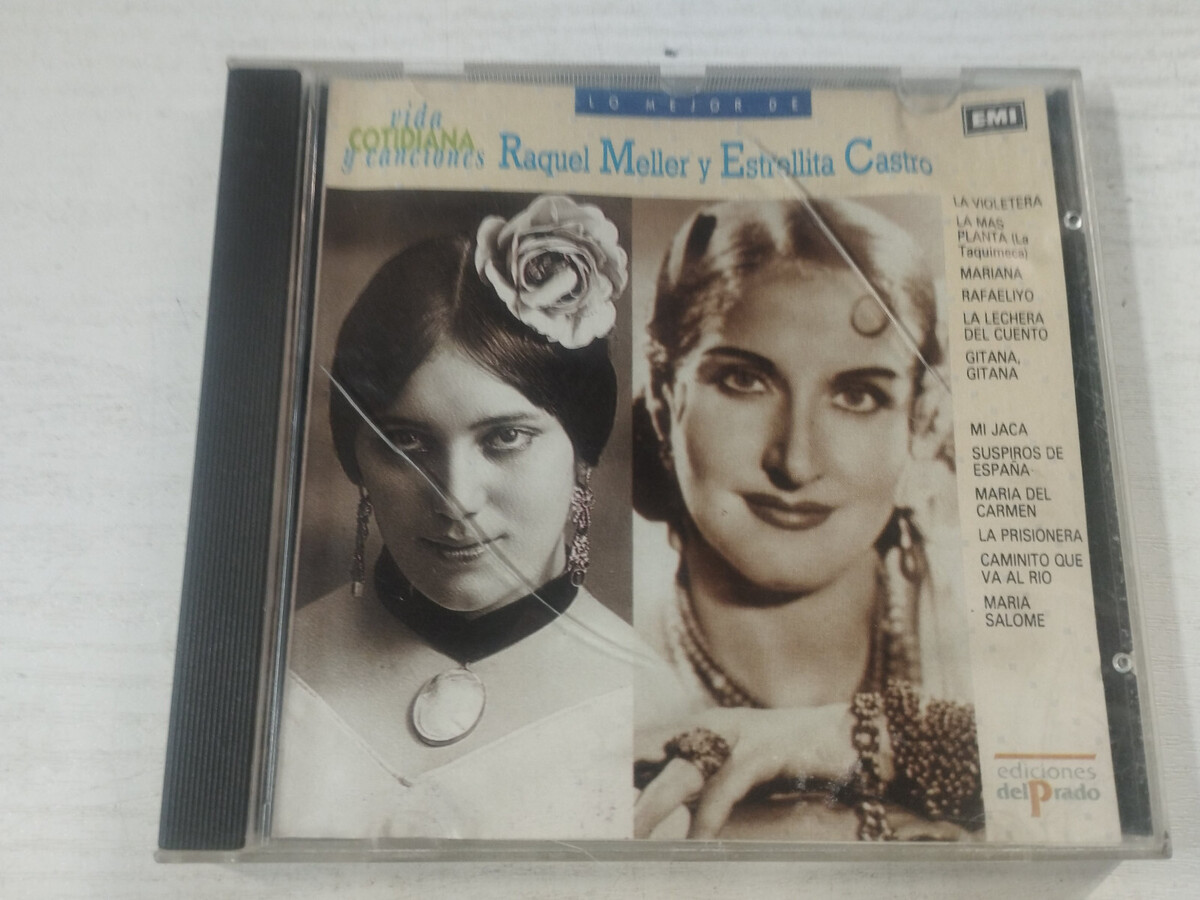 LO MEJOR DE
vida
COTIDIANA
y canciones
Raquel Meller y Estrellita Castro
EMI
LA VIOLETERA
LA MAS
PLANTA (La
Taquimeca)
MARIANA
RAFAELIYO
LA LECHERA
DEL CUENTO
GITANA,
GITANA
MI JACA
SUSPIROS DE
ESPAÑA
MARIA DEL
CARMEN
LA PRISIONERA
CAMINITO QUE
VA AL RIO
MARIA
SALOME
ediciones
delPrado